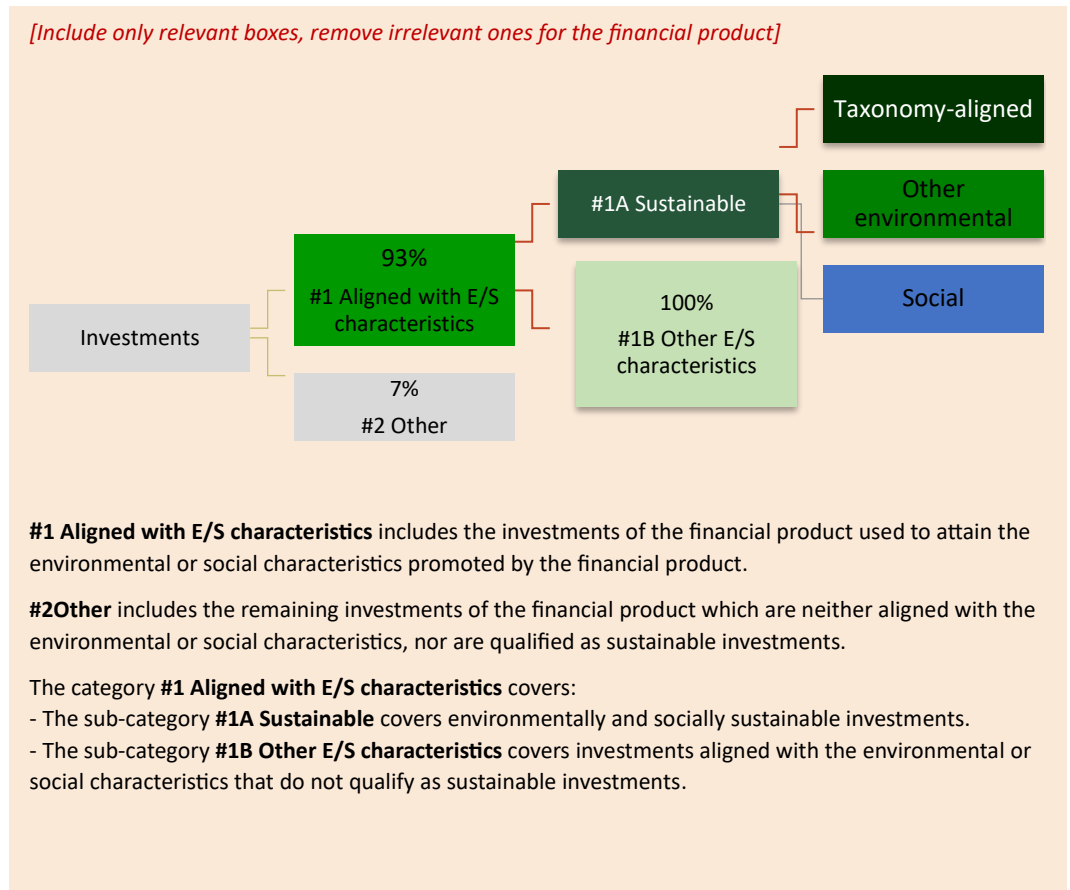 [Include only relevant boxes, remove irrelevant ones for the financial product]
Taxonomy-aligned
#1A Sustainable
Other
environmental
93%
#1 Aligned with E/S
characteristics
100%
#1B Other E/S
characteristics
Social
Investments
7%
#2 Other
#1 Aligned with E/S characteristics includes the investments of the financial product used to attain the
environmental or social characteristics promoted by the financial product.
#2Other includes the remaining investments of the financial product which are neither aligned with the
environmental or social characteristics, nor are qualified as sustainable investments.
The category #1 Aligned with E/S characteristics covers:
- The sub-category #1A Sustainable covers environmentally and socially sustainable investments.
- The sub-category #1B Other E/S characteristics covers investments aligned with the environmental or
social characteristics that do not qualify as sustainable investments.